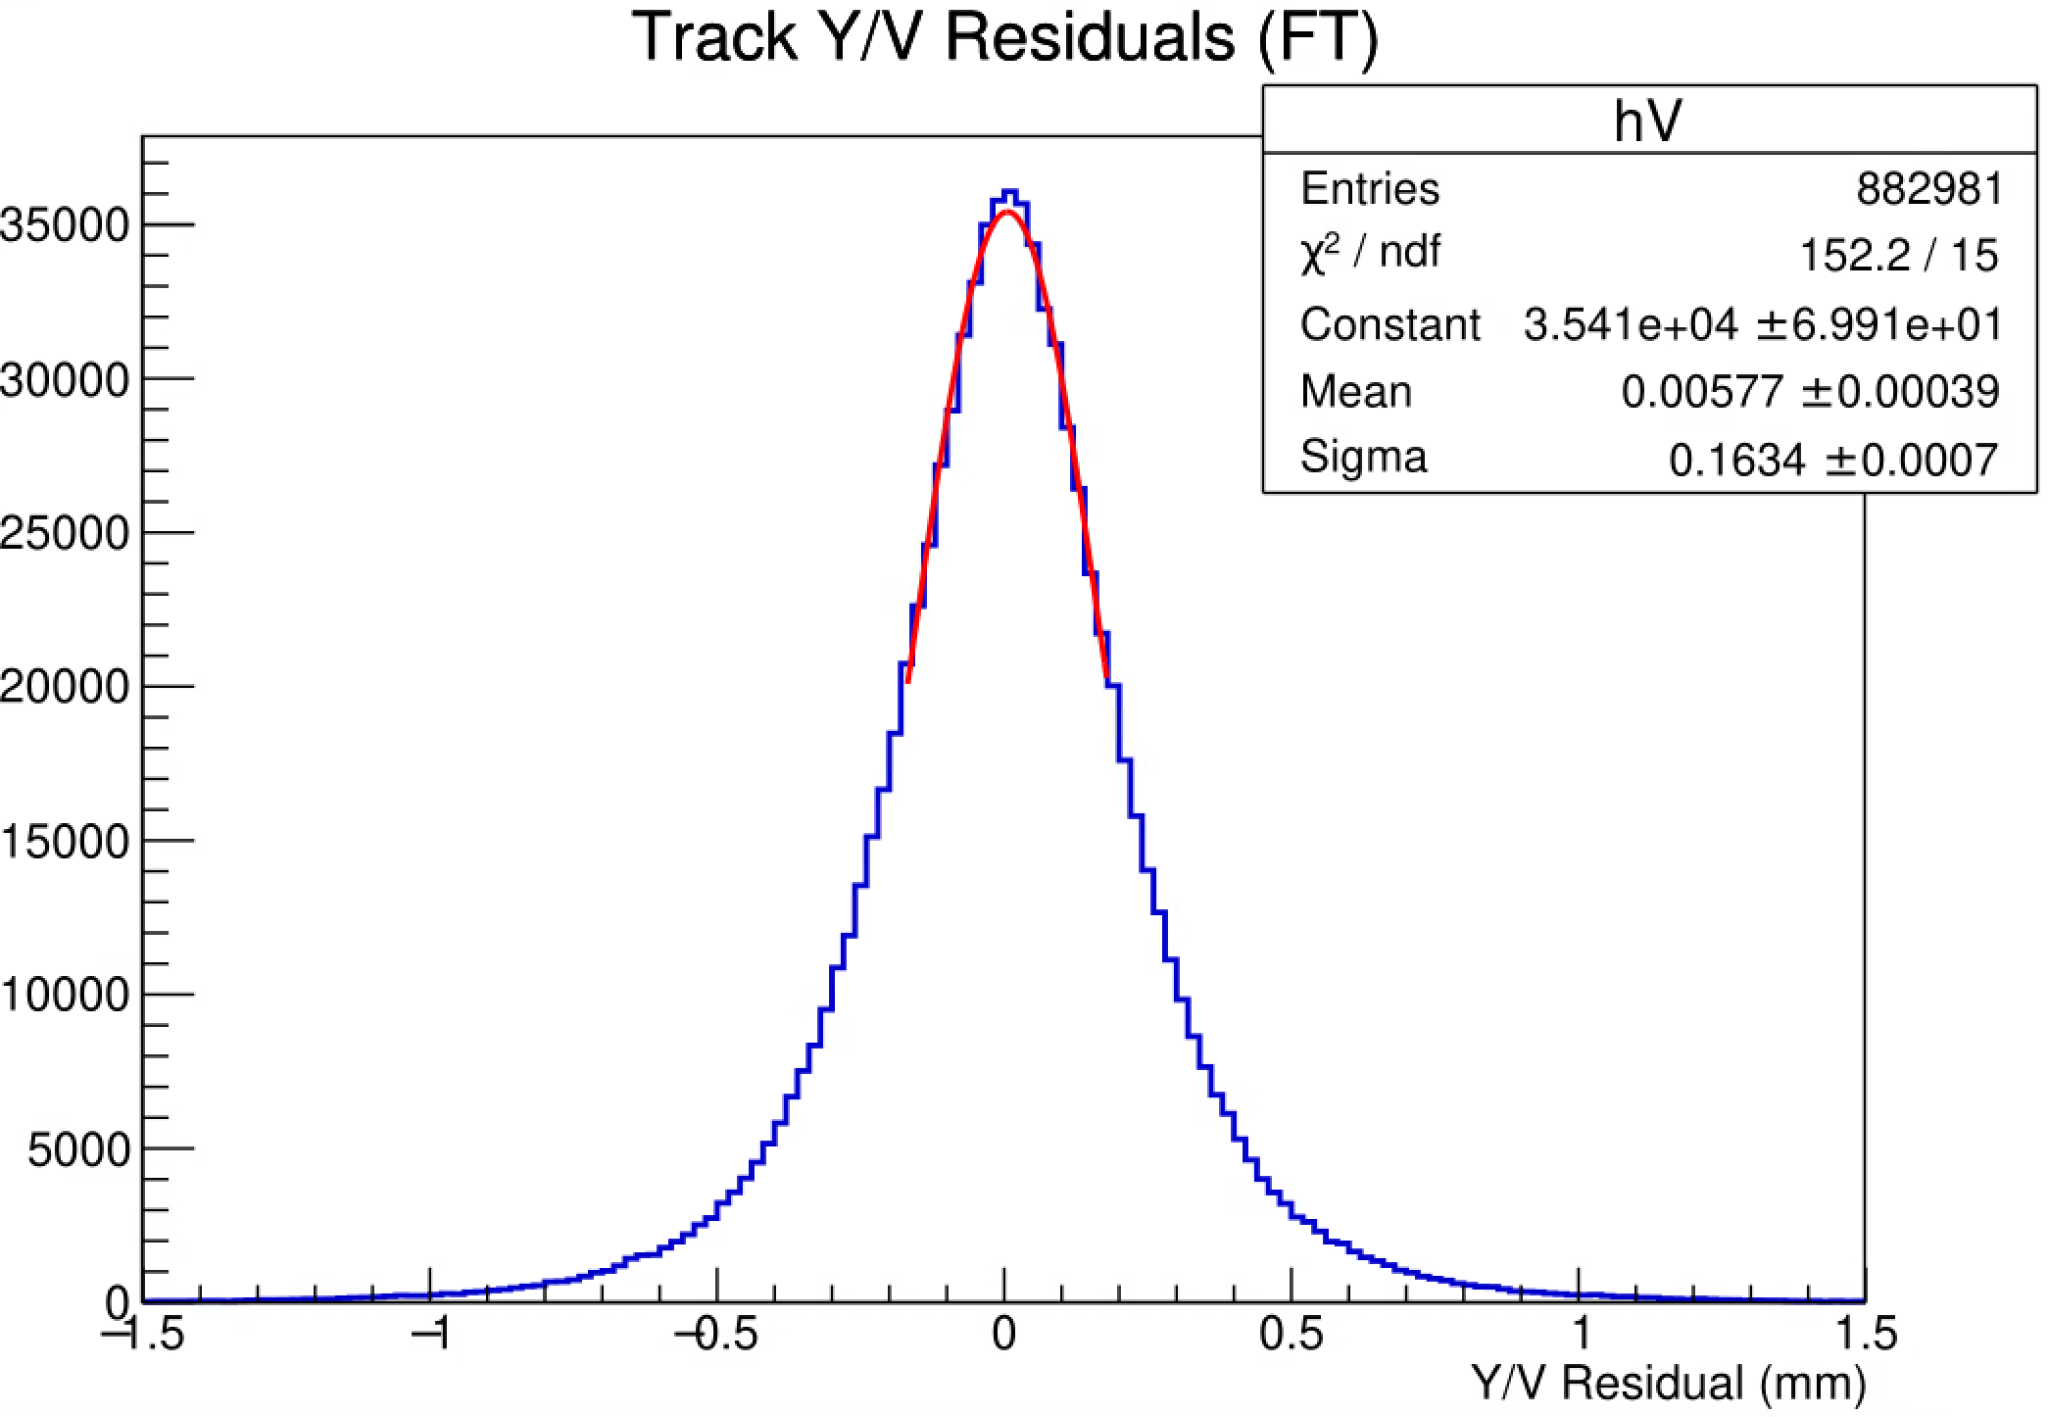 Track Y/V Residuals (FT)
hV
Entries 882981
χ² / ndf 152.2 / 15
Constant 3.541e+04 ±6.991e+01
Mean 0.00577 ±0.00039
Sigma 0.1634 ±0.0007
35000
30000
25000
20000
15000
10000
5000
0
−1.5 −1 −0.5 0 0.5 1 1.5
Y/V Residual (mm)